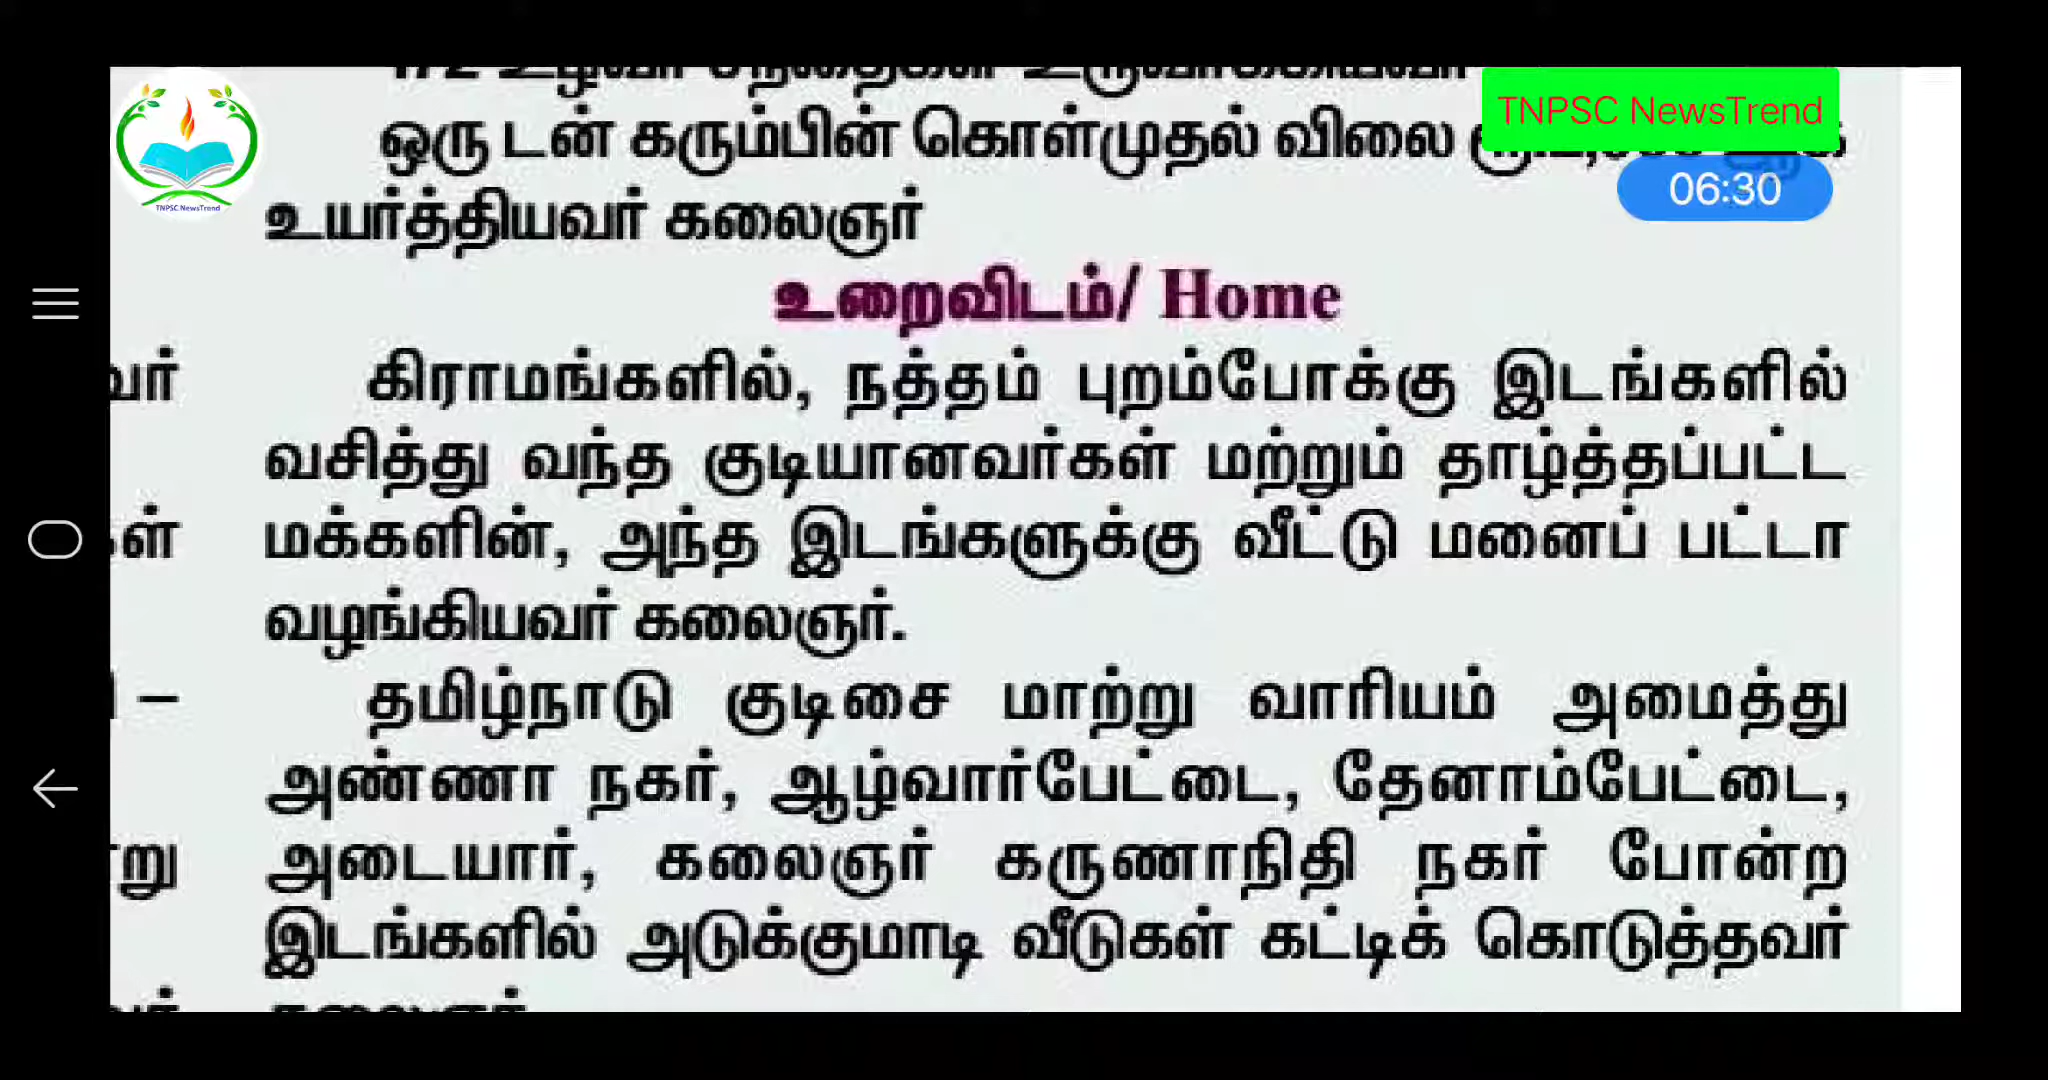 TNPSC NewsTrend
06:30
TNPSC NewsTrend
ஒரு டன் கரும்பின் கொள்முதல் விலை
உயர்த்தியவர் கலைஞர்
உறைவிடம்/ Home
கிராமங்களில், நத்தம் புறம்போக்கு இடங்களில்
வசித்து வந்த குடியானவர்கள் மற்றும் தாழ்த்தப்பட்ட
மக்களின், அந்த இடங்களுக்கு வீட்டு மனைப் பட்டா
வழங்கியவர் கலைஞர்.
தமிழ்நாடு குடிசை மாற்று வாரியம் அமைத்து
அண்ணா நகர், ஆழ்வார்பேட்டை, தேனாம்பேட்டை,
அடையார், கலைஞர் கருணாநிதி நகர் போன்ற
இடங்களில் அடுக்குமாடி வீடுகள் கட்டிக் கொடுத்தவர்